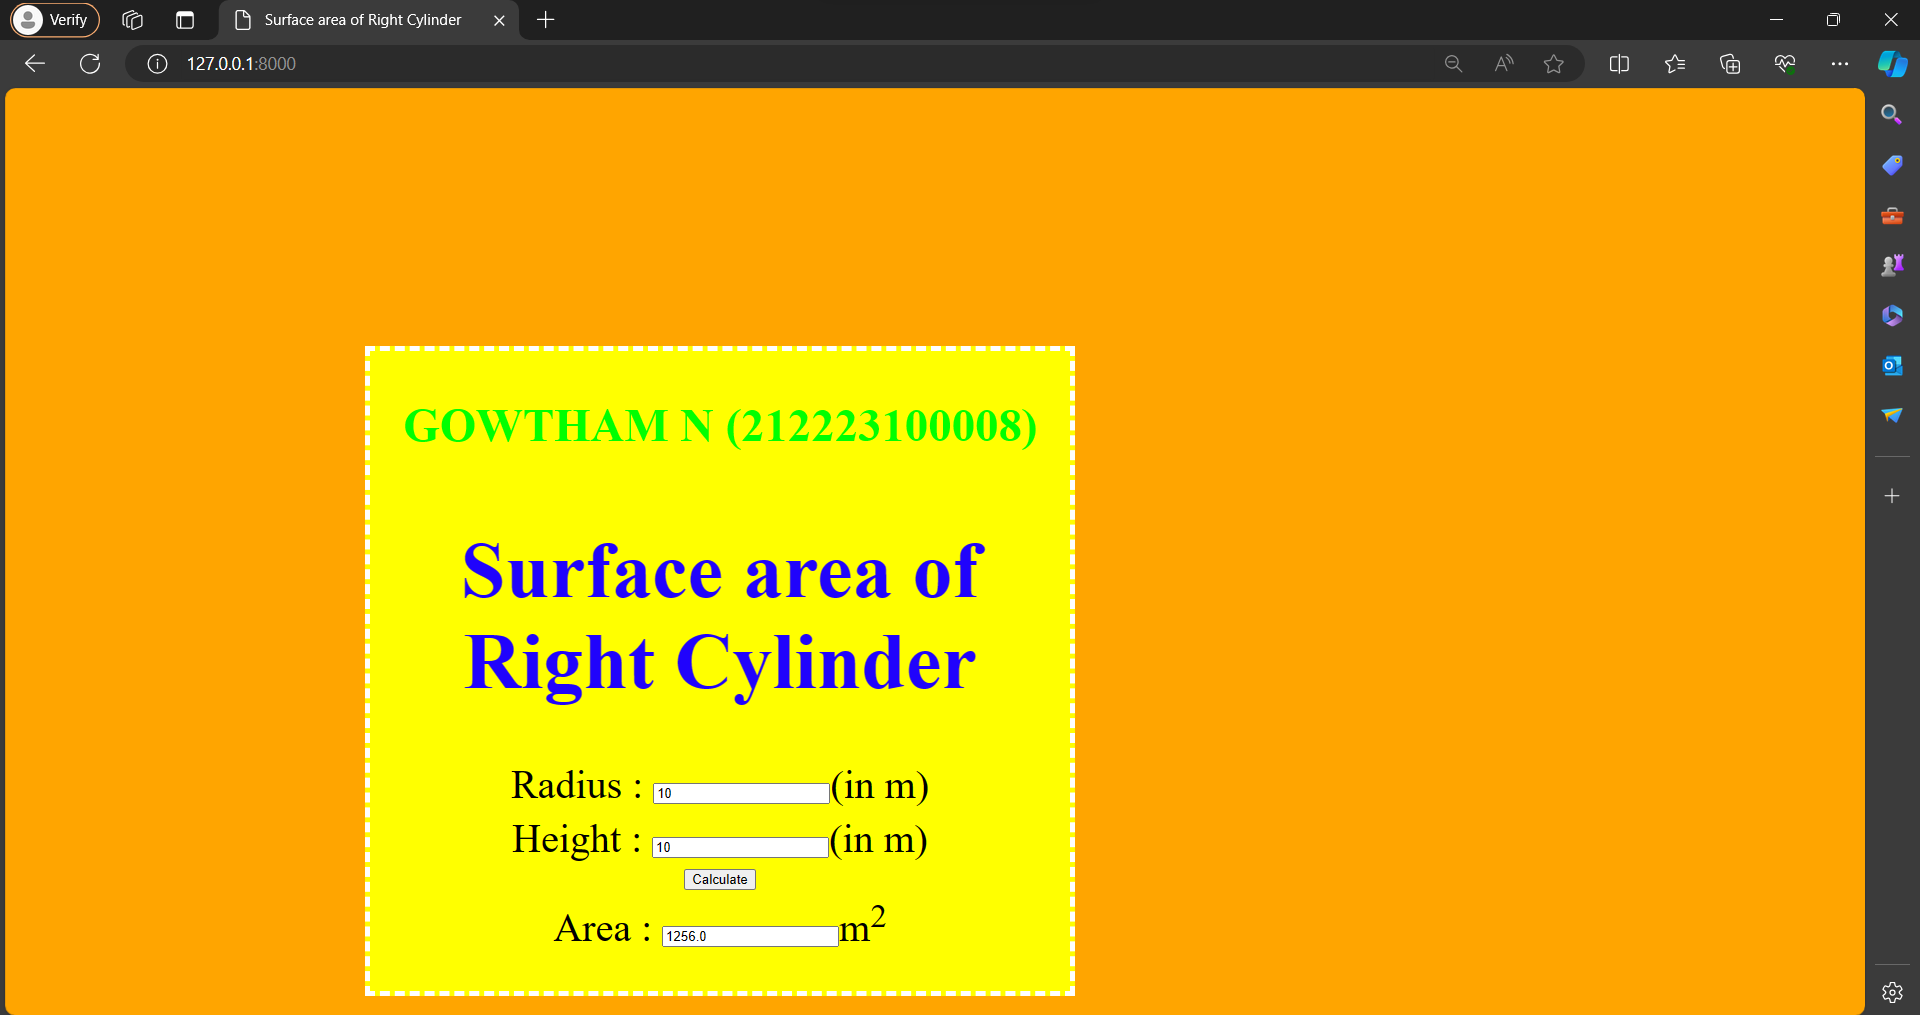 Verify
Surface area of Right Cylinder
127.0.0.1:8000
GOWTHAM N (212223100008)
Surface area of
Right Cylinder
Radius : 10 (in m)
Height : 10 (in m)
Calculate
Area : 1256.0 m²